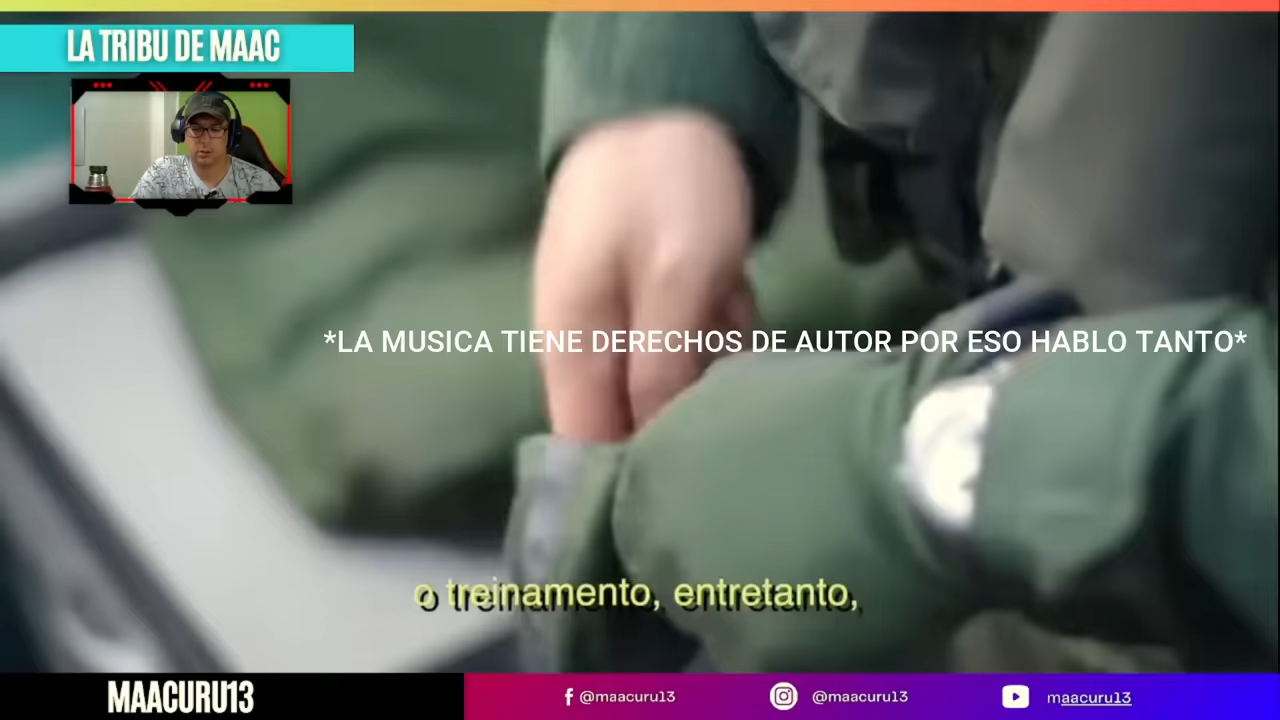 LA TRIBU DE MAAC
*LA MUSICA TIENE DERECHOS DE AUTOR POR ESO HABLO TANTO*
o treinamento, entretanto,
MAACURU13
@maacuru13
@maacuru13
maacuru13